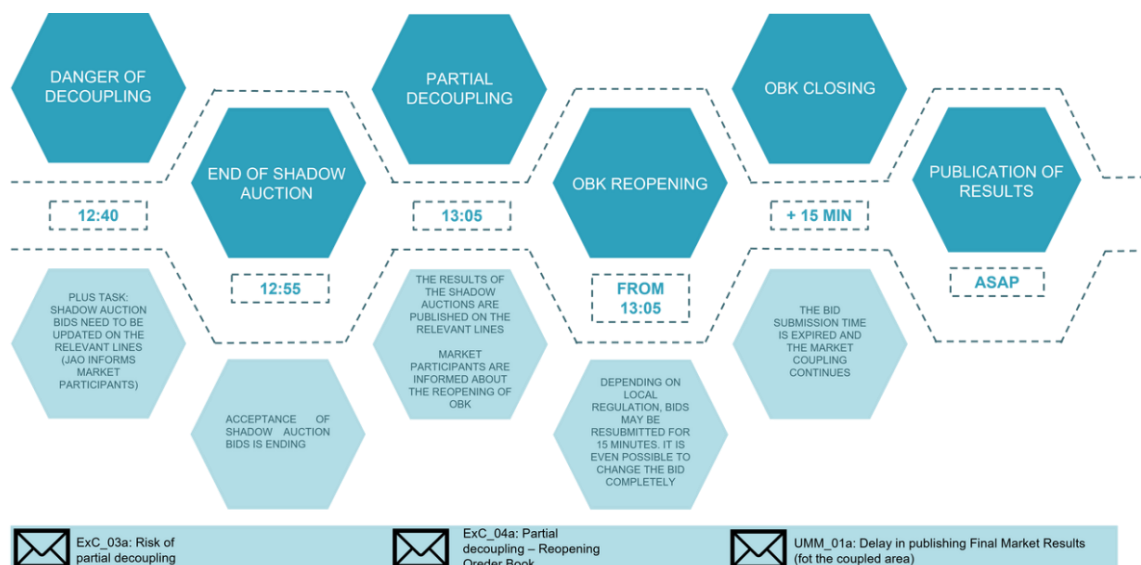 DANGER OF
DECOUPLING
12:40
PLUS TASK:
SHADOW AUCTION
BIDS NEED TO BE
UPDATED ON THE
RELEVANT LINES
(JAO INFORMS
MARKET
PARTICIPANTS)
END OF SHADOW
AUCTION
12:55
ACCEPTANCE OF
SHADOW AUCTION
BIDS IS ENDING
PARTIAL
DECOUPLING
13:05
THE RESULTS OF
THE SHADOW
AUCTIONS ARE
PUBLISHED ON THE
RELEVANT LINES
MARKET
PARTICIPANTS ARE
INFORMED ABOUT
THE REOPENING OF
OBK
OBK REOPENING
FROM
13:05
DEPENDING ON
LOCAL
REGULATION, BIDS
MAY BE
RESUBMITTED FOR
15 MINUTES. IT IS
EVEN POSSIBLE TO
CHANGE THE BID
COMPLETELY
OBK CLOSING
+ 15 MIN
THE BID
SUBMISSION TIME
IS EXPIRED AND
THE MARKET
COUPLING
CONTINUES
PUBLICATION OF
RESULTS
ASAP
ExC_03a: Risk of
partial decoupling
ExC_04a: Partial
decoupling – Reopening
Oreder Book
UMM_01a: Delay in publishing Final Market Results
(fot the coupled area)